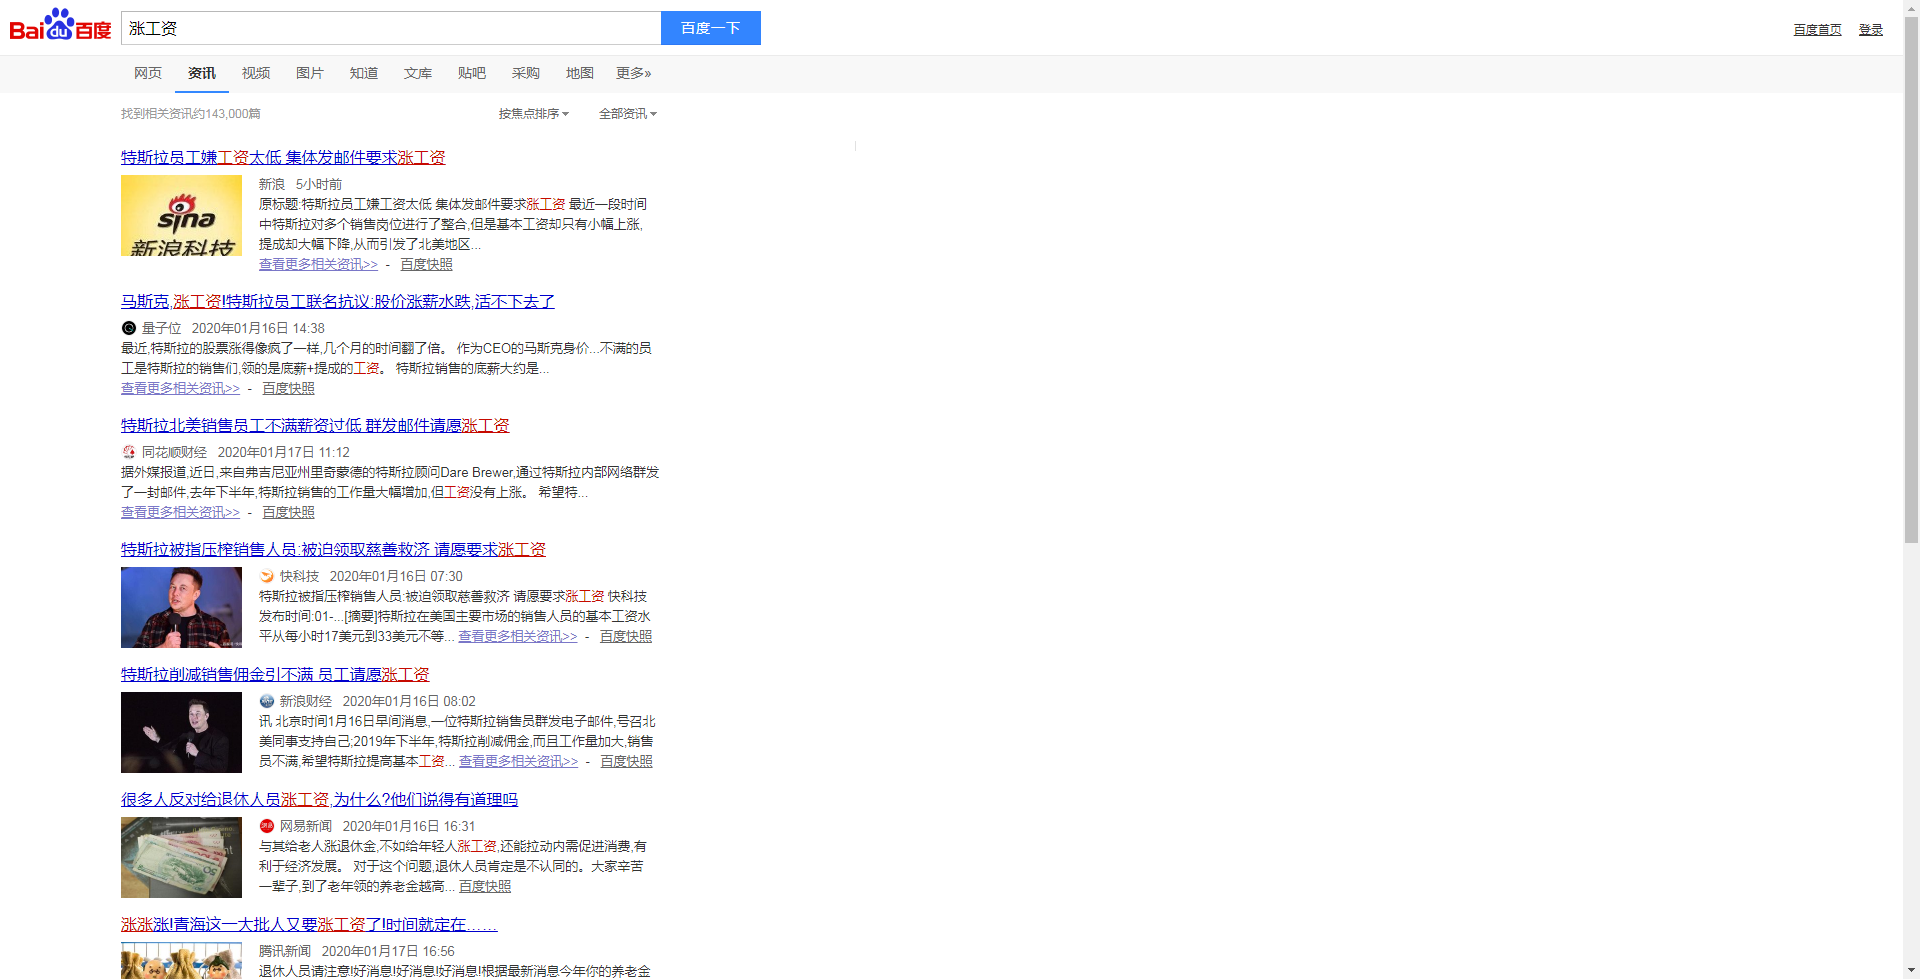 Bai du 百度
涨工资
百度一下
百度首页 登录
网页 资讯 视频 图片 知道 文库 贴吧 采购 地图 更多»
找到相关资讯约143,000篇 按焦点排序 全部资讯
特斯拉员工嫌工资太低 集体发邮件要求涨工资
sina
新浪科技
新浪 5小时前
原标题:特斯拉员工嫌工资太低 集体发邮件要求涨工资 最近一段时间
中特斯拉对多个销售岗位进行了整合,但是基本工资却只有小幅上涨,
提成却大幅下降,从而引发了北美地区...
查看更多相关资讯>> - 百度快照
马斯克,涨工资!特斯拉员工联名抗议:股价涨薪水跌,活不下去了
量子位 2020年01月16日 14:38
最近,特斯拉的股票涨得像疯了一样,几个月的时间翻了倍。 作为CEO的马斯克身价...不满的员
工是特斯拉的销售们,领的是底薪+提成的工资。 特斯拉销售的底薪大约是...
查看更多相关资讯>> - 百度快照
特斯拉北美销售员工不满薪资过低 群发邮件请愿涨工资
同花顺财经 2020年01月17日 11:12
据外媒报道,近日,来自弗吉尼亚州里奇蒙德的特斯拉顾问Dare Brewer,通过特斯拉内部网络群发
了一封邮件,去年下半年,特斯拉销售的工作量大幅增加,但工资没有上涨。 希望特...
查看更多相关资讯>> - 百度快照
特斯拉被指压榨销售人员:被迫领取慈善救济 请愿要求涨工资
快科技 2020年01月16日 07:30
特斯拉被指压榨销售人员:被迫领取慈善救济 请愿要求涨工资 快科技
发布时间:01-...[摘要]特斯拉在美国主要市场的销售人员的基本工资水
平从每小时17美元到33美元不等... 查看更多相关资讯>> - 百度快照
特斯拉削减销售佣金引不满 员工请愿涨工资
新浪财经 2020年01月16日 08:02
讯 北京时间1月16日早间消息,一位特斯拉销售员群发电子邮件,号召北
美同事支持自己;2019年下半年,特斯拉削减佣金,而且工作量加大,销售
员不满,希望特斯拉提高基本工资... 查看更多相关资讯>> - 百度快照
很多人反对给退休人员涨工资,为什么?他们说得有道理吗
网易新闻 2020年01月16日 16:31
与其给老人涨退休金,不如给年轻人涨工资,还能拉动内需促进消费,有
利于经济发展。 对于这个问题,退休人员肯定是不认同的。大家辛苦
一辈子,到了老年领的养老金越高... 百度快照
涨涨涨!青海这一大批人又要涨工资了!时间就定在……
腾讯新闻 2020年01月17日 16:56
退休人员请注意!好消息!好消息!好消息!根据最新消息今年你的养老金